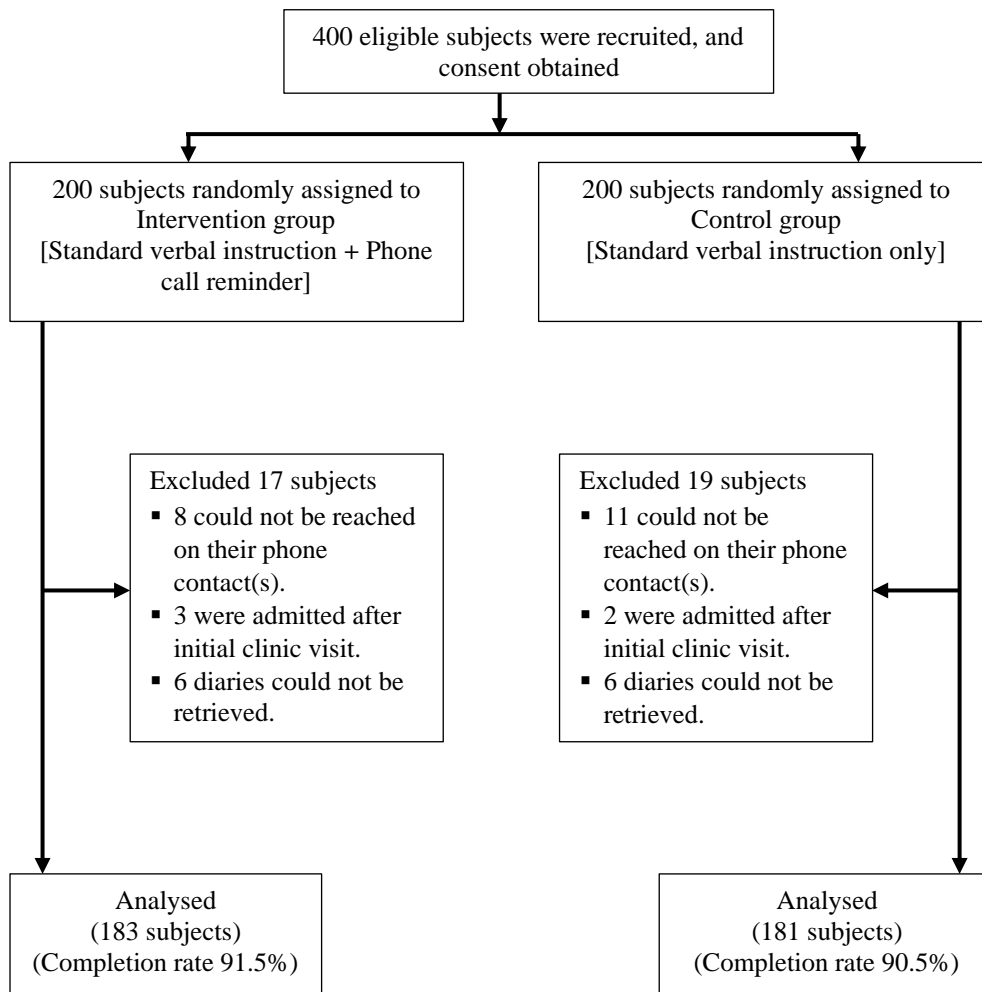 400 eligible subjects were recruited, and
consent obtained
200 subjects randomly assigned to
Intervention group
[Standard verbal instruction + Phone
call reminder]
200 subjects randomly assigned to
Control group
[Standard verbal instruction only]
Excluded 17 subjects
▪ 8 could not be reached
on their phone
contact(s).
▪ 3 were admitted after
initial clinic visit.
▪ 6 diaries could not be
retrieved.
Excluded 19 subjects
▪ 11 could not be
reached on their phone
contact(s).
▪ 2 were admitted after
initial clinic visit.
▪ 6 diaries could not be
retrieved.
Analysed
(183 subjects)
(Completion rate 91.5%)
Analysed
(181 subjects)
(Completion rate 90.5%)